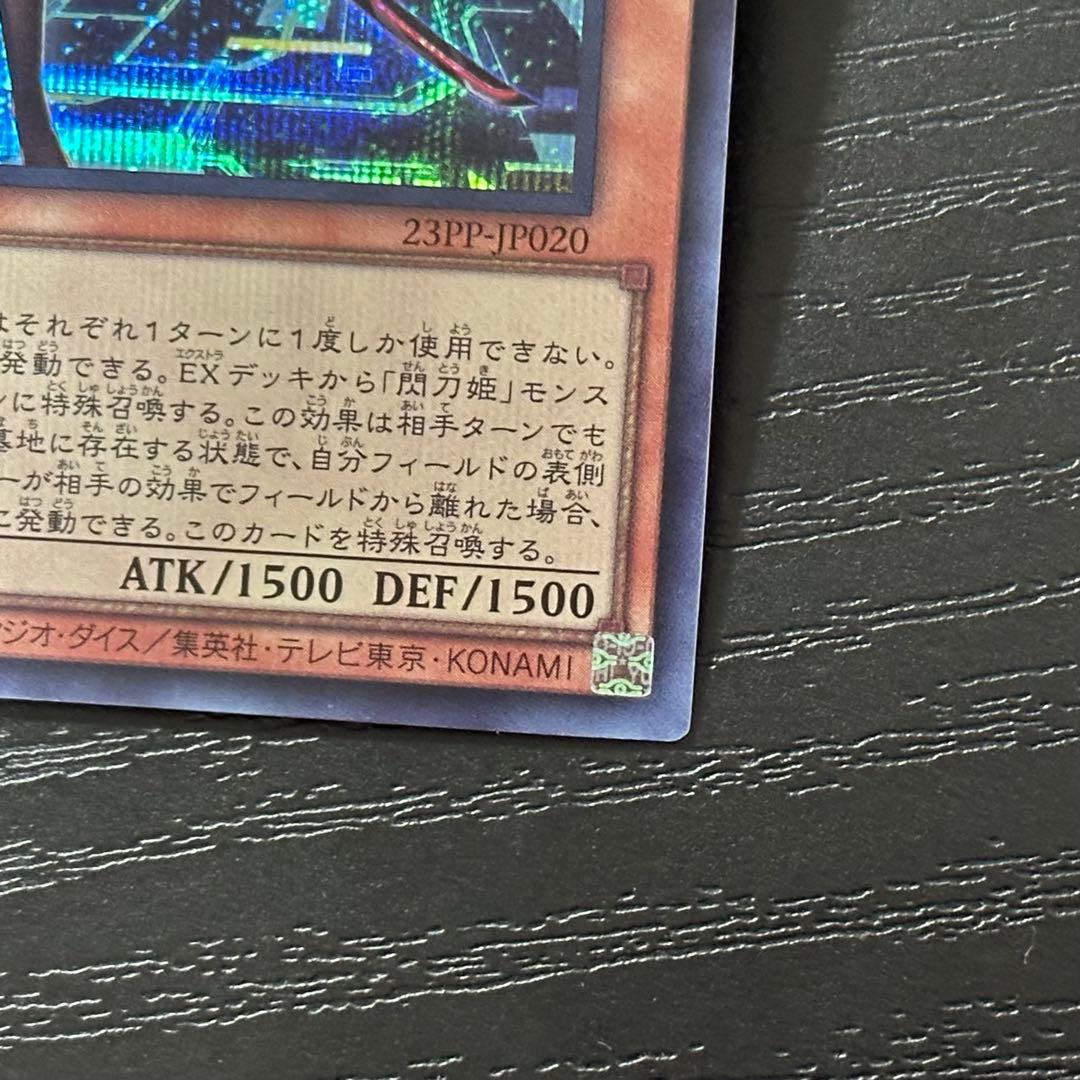 23PP-JP020
はそれぞれ1ターンに1度しか使用できない。
発動できる。EXデッキから「閃刀姫」モンス
に特殊召喚する。この効果は相手ターンでも
墓地に存在する状態で、自分フィールドの表側
ーが相手の効果でフィールドから離れた場合、
に発動できる。このカードを特殊召喚する。
ATK/1500 DEF/1500
ジオ・ダイス/集英社・テレビ東京・KONAMI